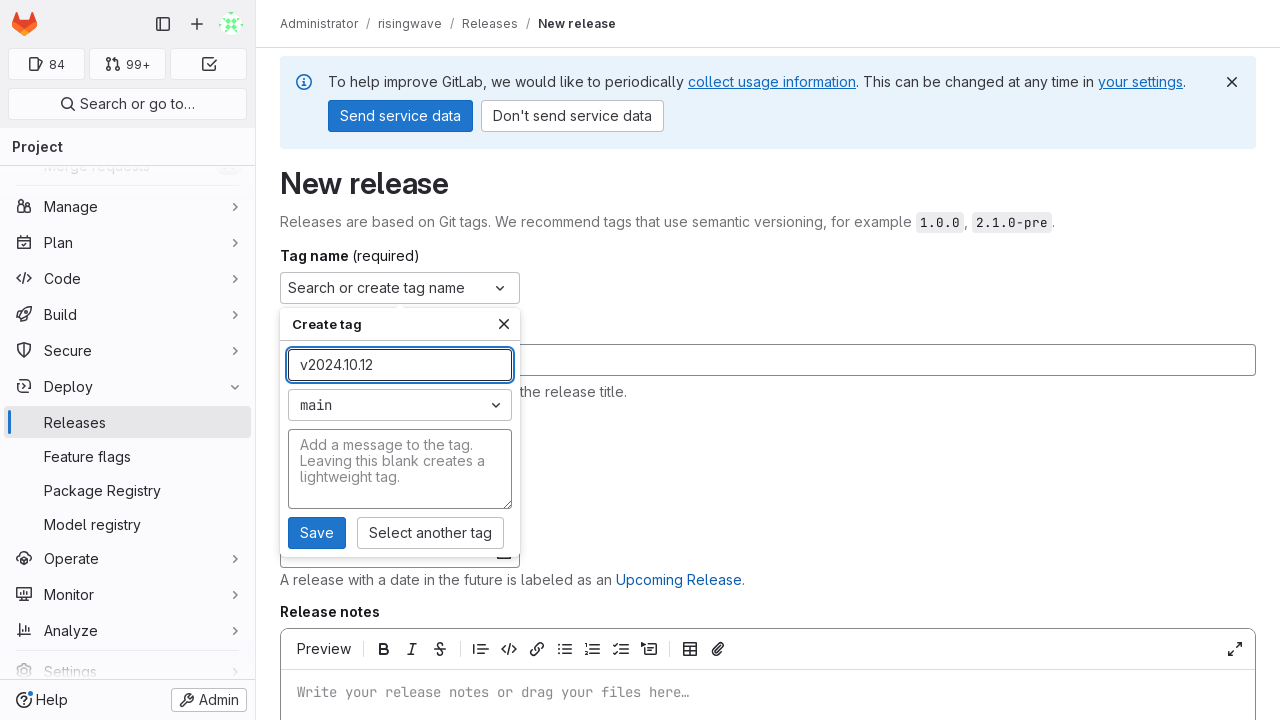 Administrator / risingwave / Releases / New release
84
99+
Search or go to…
Project
Merge requests
Manage
Plan
Code
Build
Secure
Deploy
Releases
Feature flags
Package Registry
Model registry
Operate
Monitor
Analyze
Settings
Help
Admin
To help improve GitLab, we would like to periodically collect usage information. This can be changed at any time in your settings.
Send service data
Don't send service data
New release
Releases are based on Git tags. We recommend tags that use semantic versioning, for example 1.0.0, 2.1.0-pre.
Tag name (required)
Search or create tag name
Create tag
v2024.10.12
main
Add a message to the tag.
Leaving this blank creates a
lightweight tag.
Save
Select another tag
the release title.
A release with a date in the future is labeled as an Upcoming Release.
Release notes
Preview
Write your release notes or drag your files here…